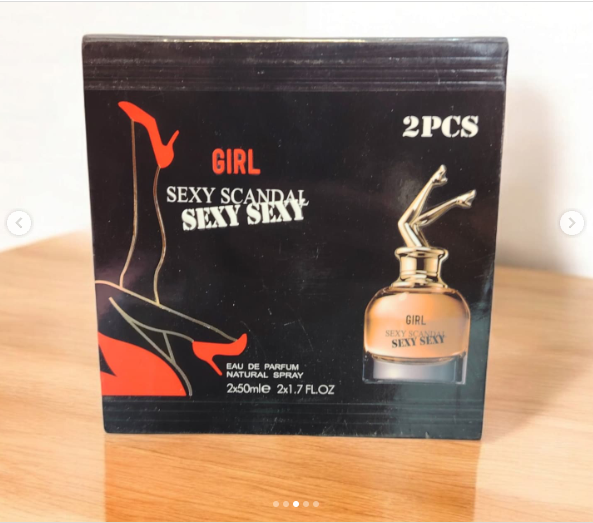 2PCS
GIRL
SEXY SCANDAL
SEXY SEXY
GIRL
SEXY SCANDAL
SEXY SEXY
EAU DE PARFUM
NATURAL SPRAY
2x50mle 2x1.7 FL.OZ